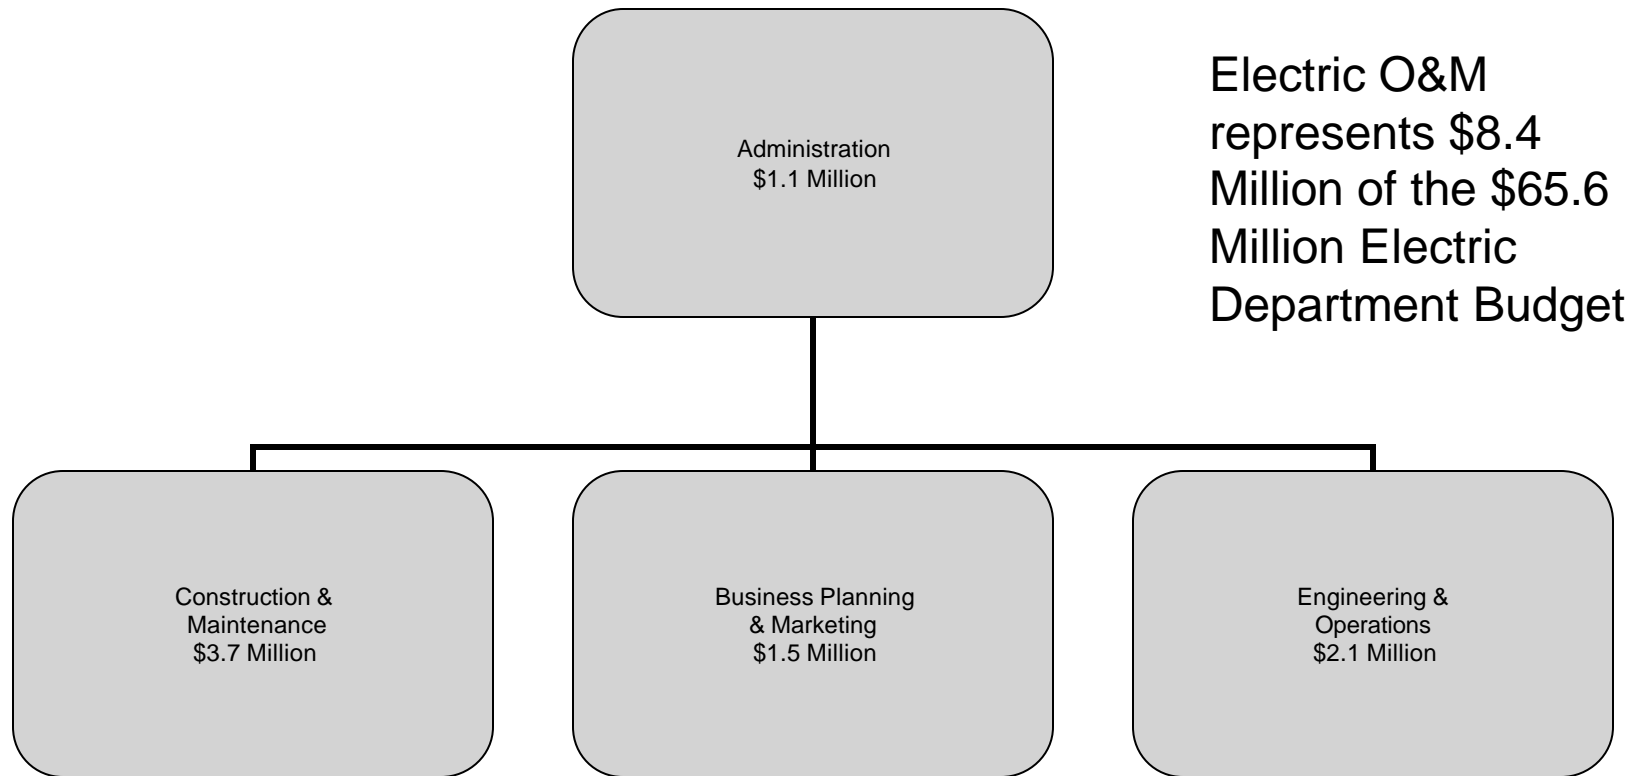 Administration
$1.1 Million
Electric O&M
represents $8.4
Million of the $65.6
Million Electric
Department Budget
Construction &
Maintenance
$3.7 Million
Business Planning
& Marketing
$1.5 Million
Engineering &
Operations
$2.1 Million